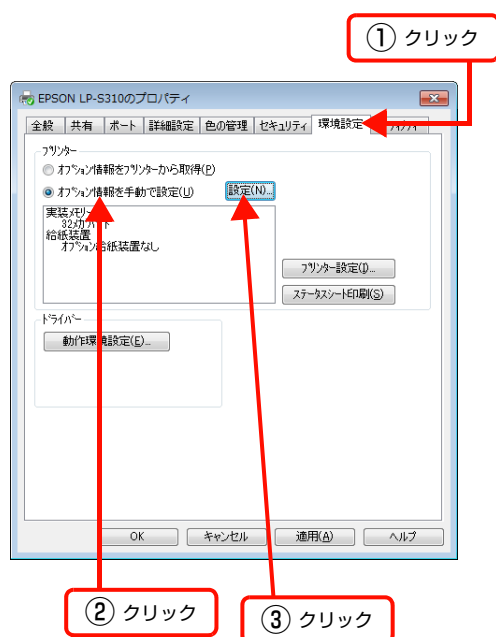 ① クリック
EPSON LP-S310のプロパティ
全般 共有 ポート 詳細設定 色の管理 セキュリティ 環境設定
プリンター
オプション情報をプリンターから取得(P)
オプション情報を手動で設定(U) 設定(N)...
実装メモリー
32メガバイト
給紙装置
オプション給紙装置なし
プリンター設定(I)...
ステータスシート印刷(S)
ドライバー
動作環境設定(E)...
OK キャンセル 適用(A) ヘルプ
② クリック
③ クリック